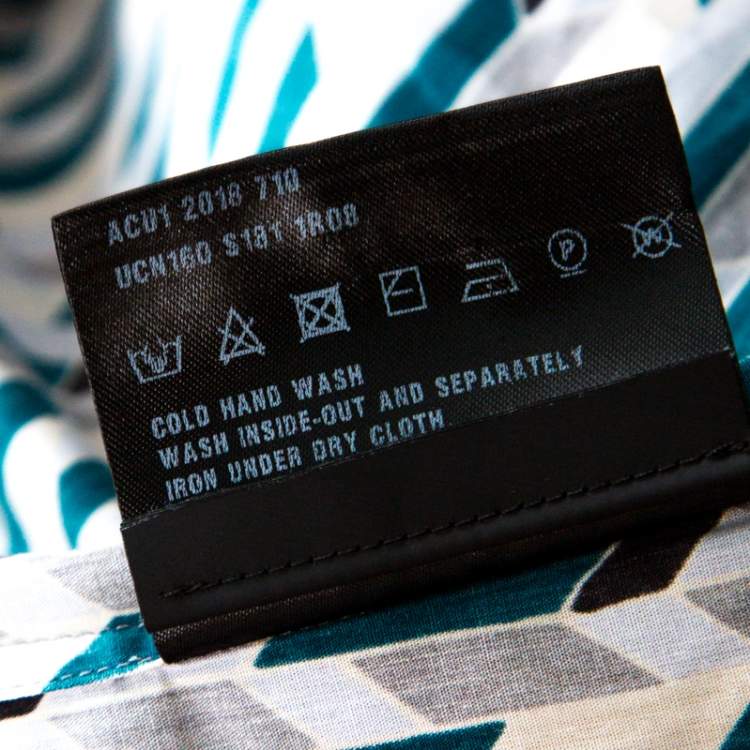 ACU1 2018 710
UCN160 S181 1R08
P
W
COLD HAND WASH
WASH INSIDE-OUT AND SEPARATELY
IRON UNDER DRY CLOTH